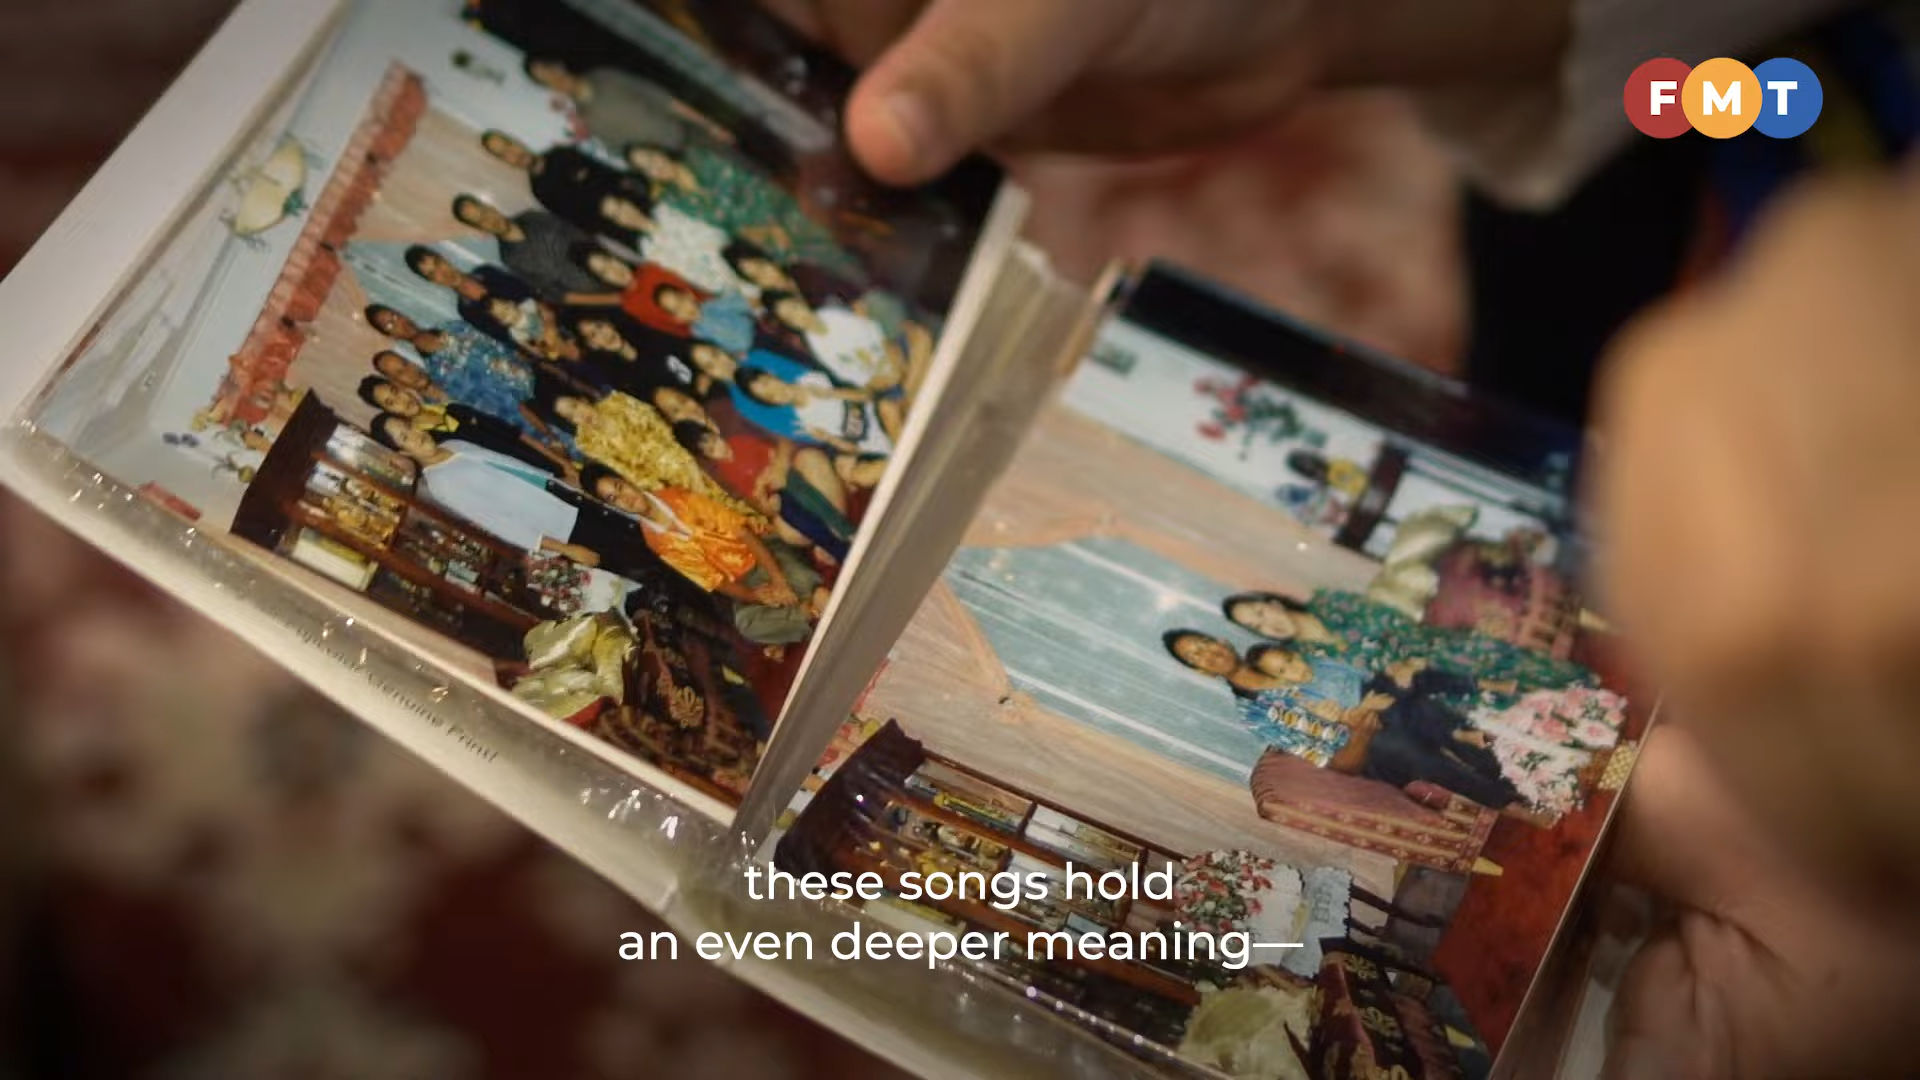 FMT
these songs hold
an even deeper meaning—